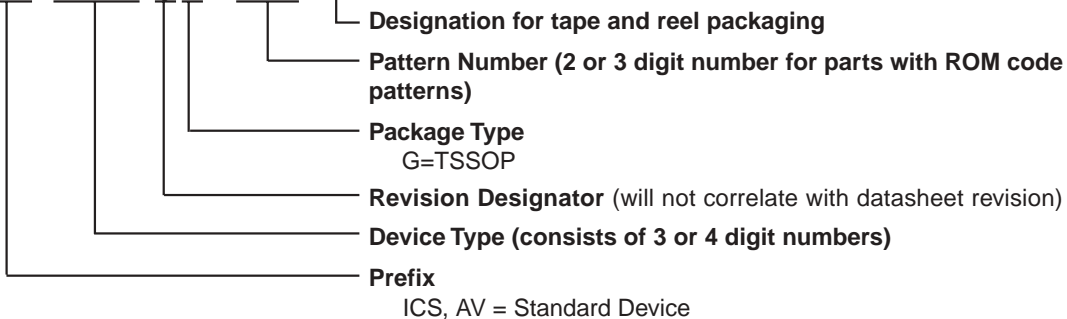 Designation for tape and reel packaging
Pattern Number (2 or 3 digit number for parts with ROM code
patterns)
Package Type
G=TSSOP
Revision Designator (will not correlate with datasheet revision)
Device Type (consists of 3 or 4 digit numbers)
Prefix
ICS, AV = Standard Device